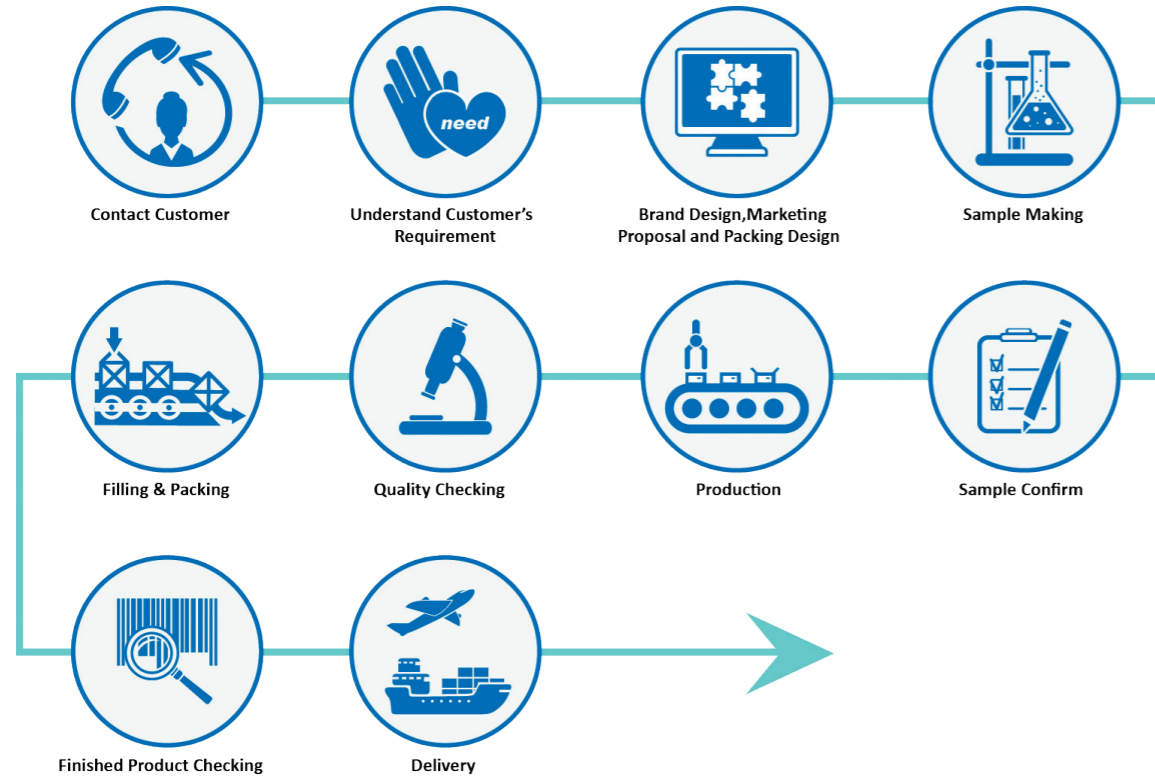 need
Contact Customer
Understand Customer’s
Requirement
Brand Design,Marketing
Proposal and Packing Design
Sample Making
Filling & Packing
Quality Checking
Production
Sample Confirm
Finished Product Checking
Delivery